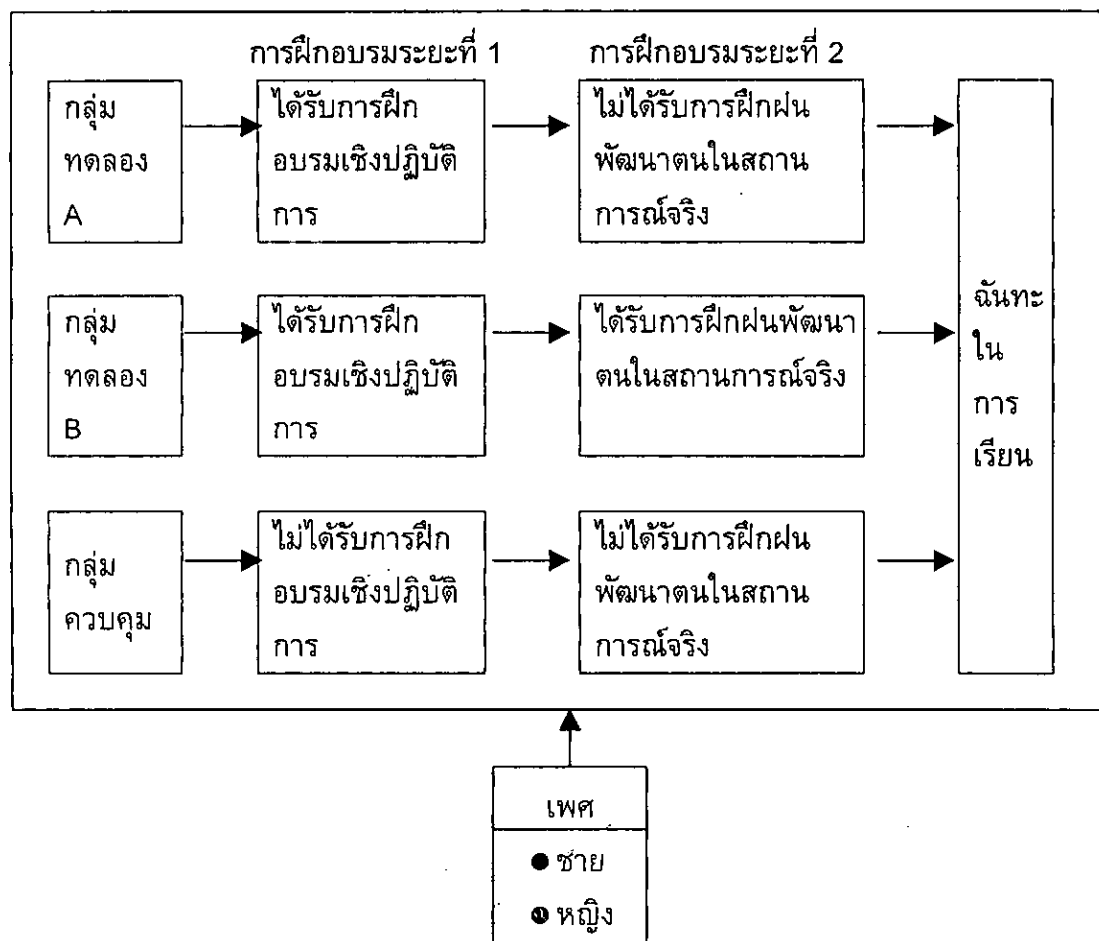 การฝึกอบรมระยะที่ 1
การฝึกอบรมระยะที่ 2
กลุ่ม
ทดลอง
A
ได้รับการฝึก
อบรมเชิงปฏิบัติ
การ
ไม่ได้รับการฝึกฝน
พัฒนาตนในสถาน
การณ์จริง
กลุ่ม
ทดลอง
B
ได้รับการฝึก
อบรมเชิงปฏิบัติ
การ
ได้รับการฝึกฝนพัฒนา
ตนในสถานการณ์จริง
กลุ่ม
ควบคุม
ไม่ได้รับการฝึก
อบรมเชิงปฏิบัติ
การ
ไม่ได้รับการฝึกฝน
พัฒนาตนในสถาน
การณ์จริง
ฉันทะ
ใน
การ
เรียน
เพศ
● ชาย
● หญิง